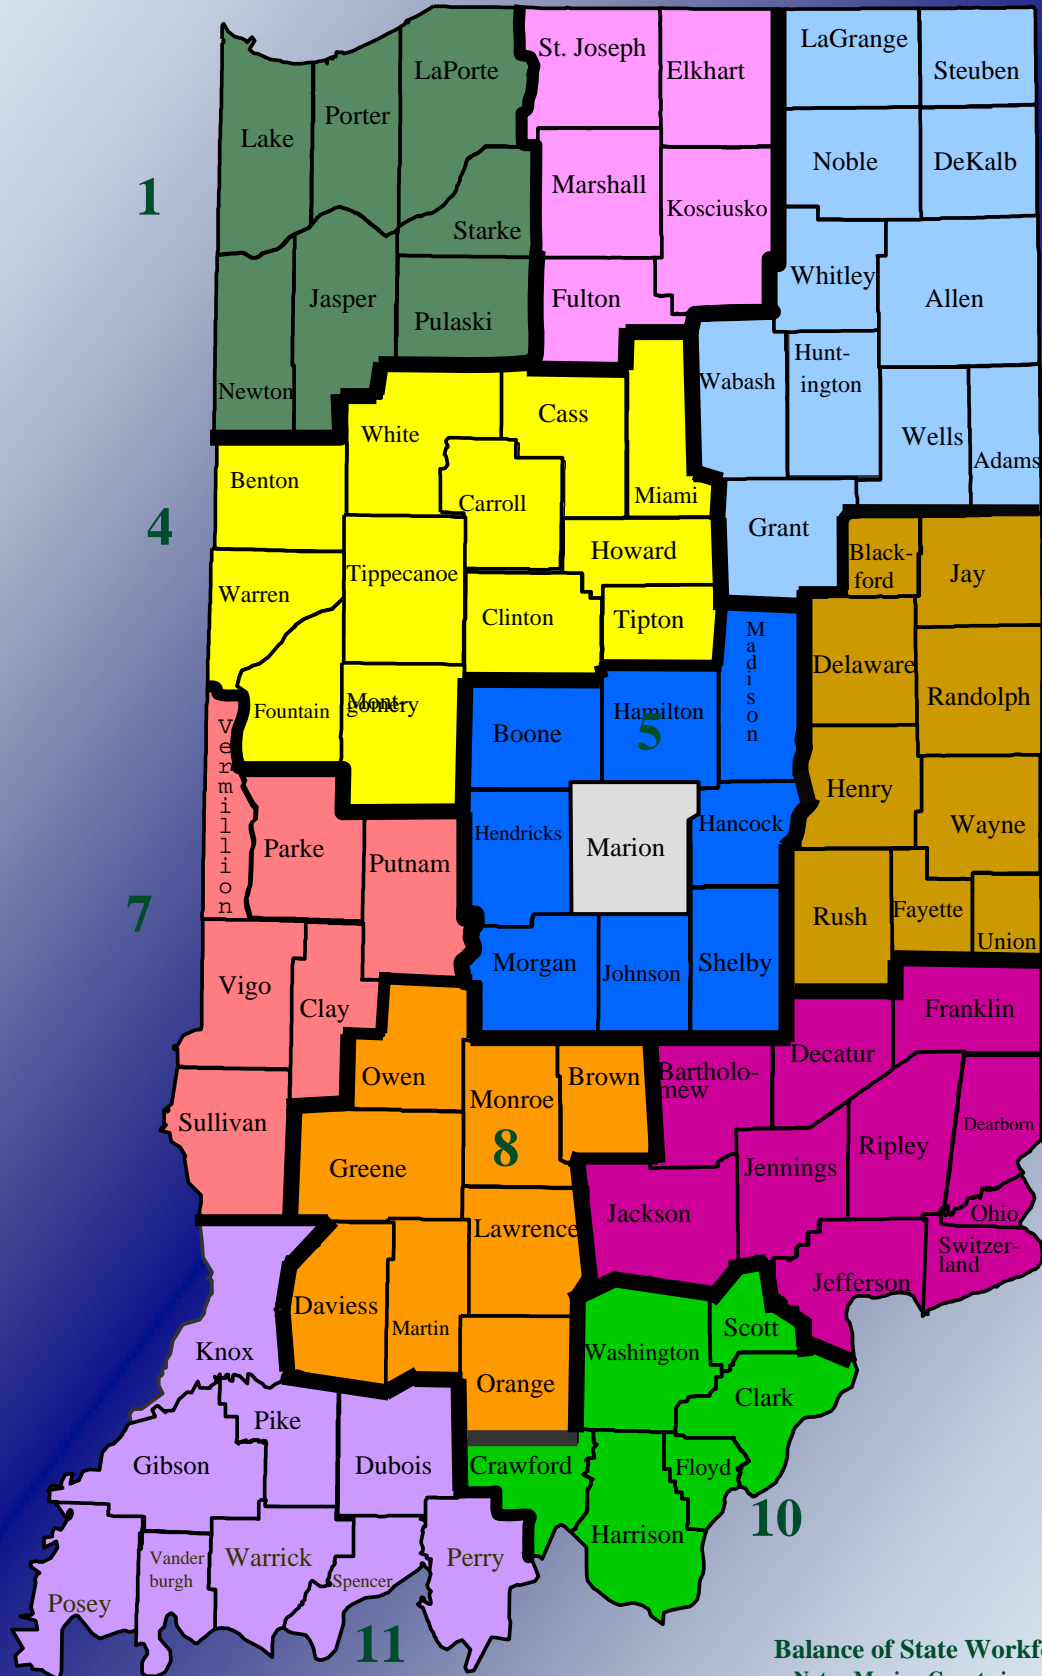 LaGrange
St. Joseph
Elkhart
LaPorte
Steuben
Porter
Lake
Noble
DeKalb
Marshall
1
Kosciusko
Starke
Whitley
Jasper
Fulton
Allen
Pulaski
Hunt-
ington
Wabash
Newton
Cass
White
Wells
Adams
Benton
Miami
Carroll
4
Grant
Howard
Black-
ford
Jay
Tippecanoe
Warren
Clinton
Tipton
Madison
Delaware
Randolph
Mont-
gomery
Fountain
Hamilton
5
Boone
Vermillion
Henry
Hancock
Wayne
Hendricks
Marion
Parke
Putnam
7
Rush
Fayette
Union
Morgan
Johnson
Shelby
Vigo
Clay
Franklin
Decatur
Owen
Brown
Bartholo-
mew
Monroe
Sullivan
Dearborn
8
Ripley
Greene
Jennings
Jackson
Ohio
Lawrence
Switzer-
land
Jefferson
Daviess
Martin
Scott
Knox
Washington
Orange
Clark
Pike
Gibson
Dubois
Crawford
Floyd
10
Harrison
Vander
burgh
Warrick
Perry
Spencer
Posey
11
Balance of State Workfo